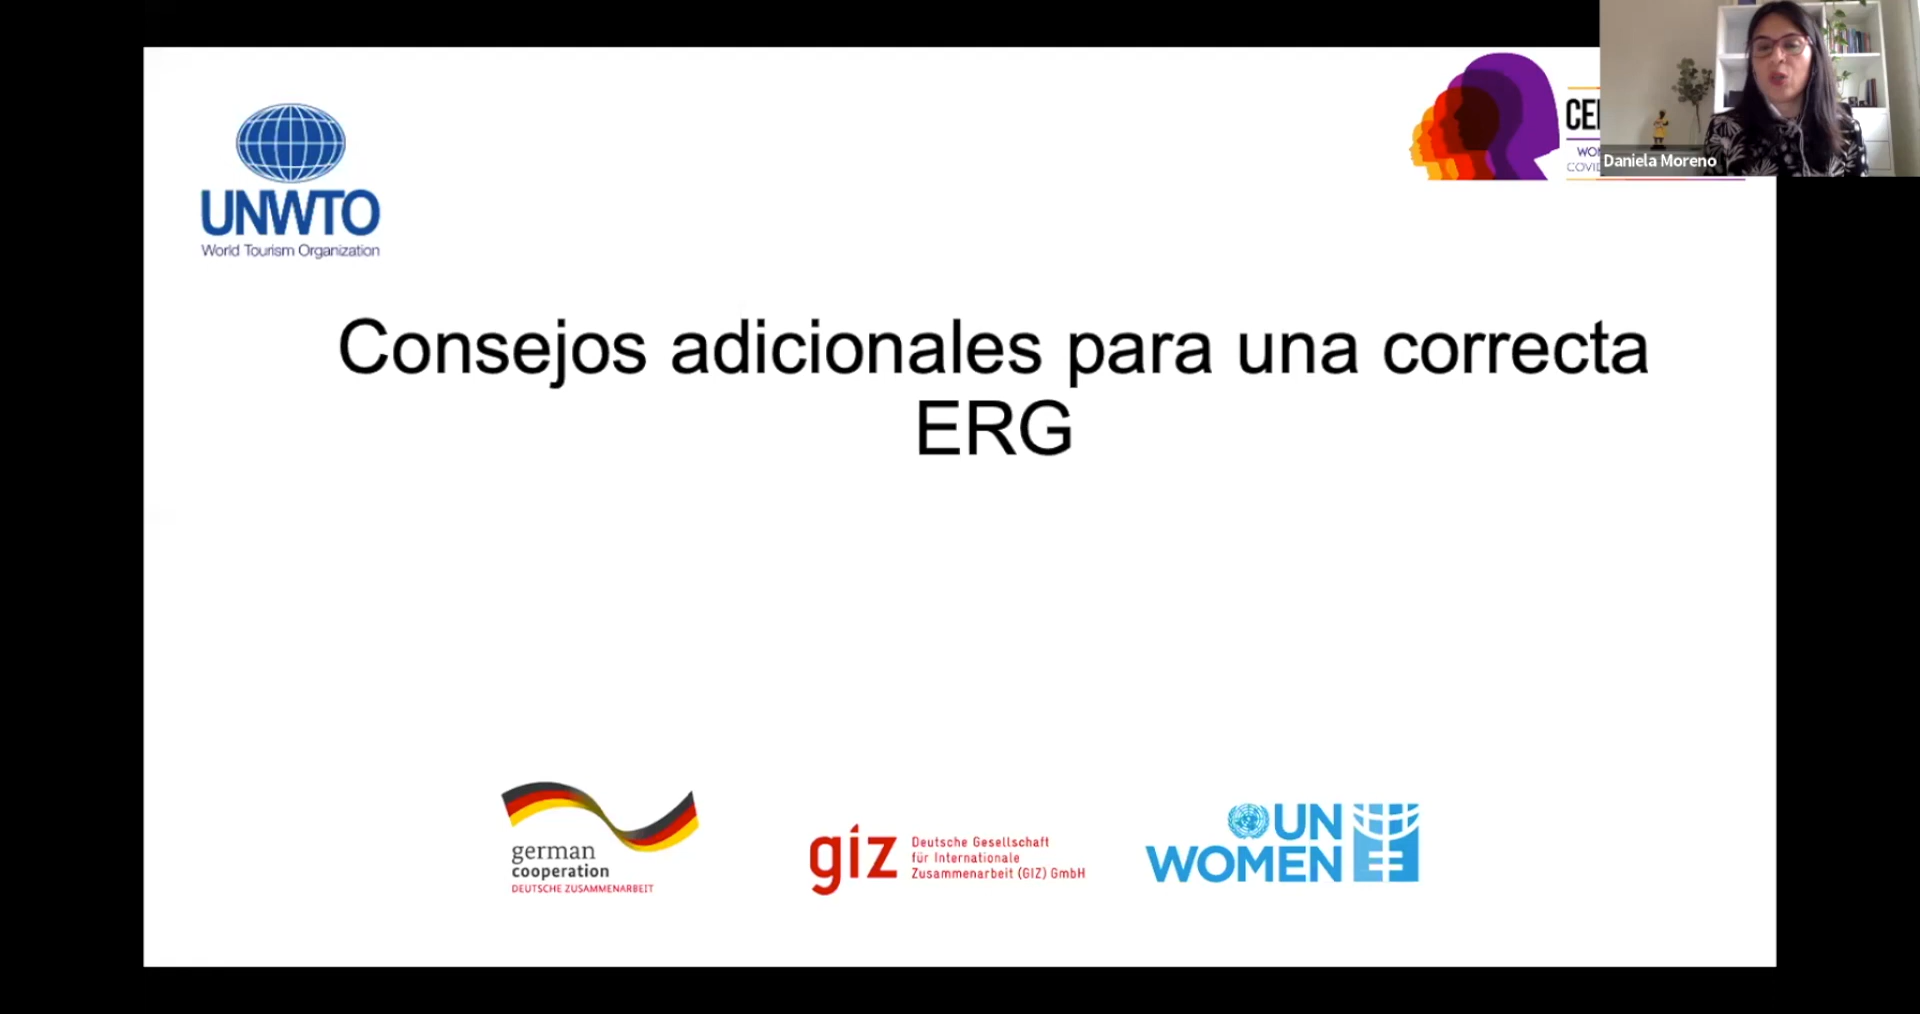 UNWTO
World Tourism Organization
Daniela Moreno
Consejos adicionales para una correcta
ERG
german
cooperation
DEUTSCHE ZUSAMMENARBEIT
giz
Deutsche Gesellschaft
für Internationale
Zusammenarbeit (GIZ) GmbH
UN
WOMEN